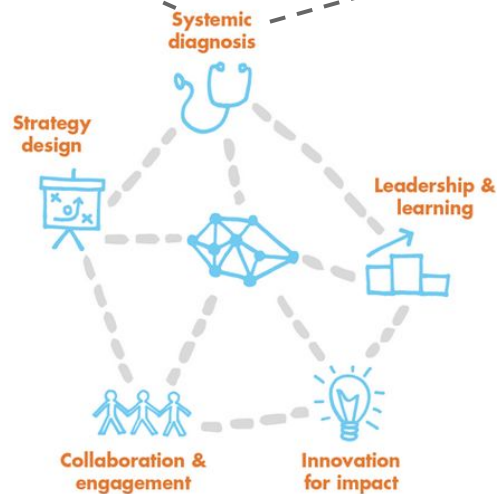 Systemic
diagnosis
Strategy
design
Leadership &
learning
Collaboration &
engagement
Innovation
for impact